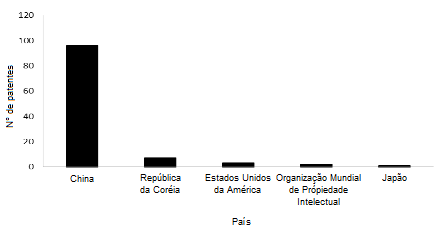 120
100
80
60
40
20
0
N° de patentes
China
República
da Coréia
Estados Unidos
da América
Organização Mundial
de Própiedade
Intelectual
Japão
País